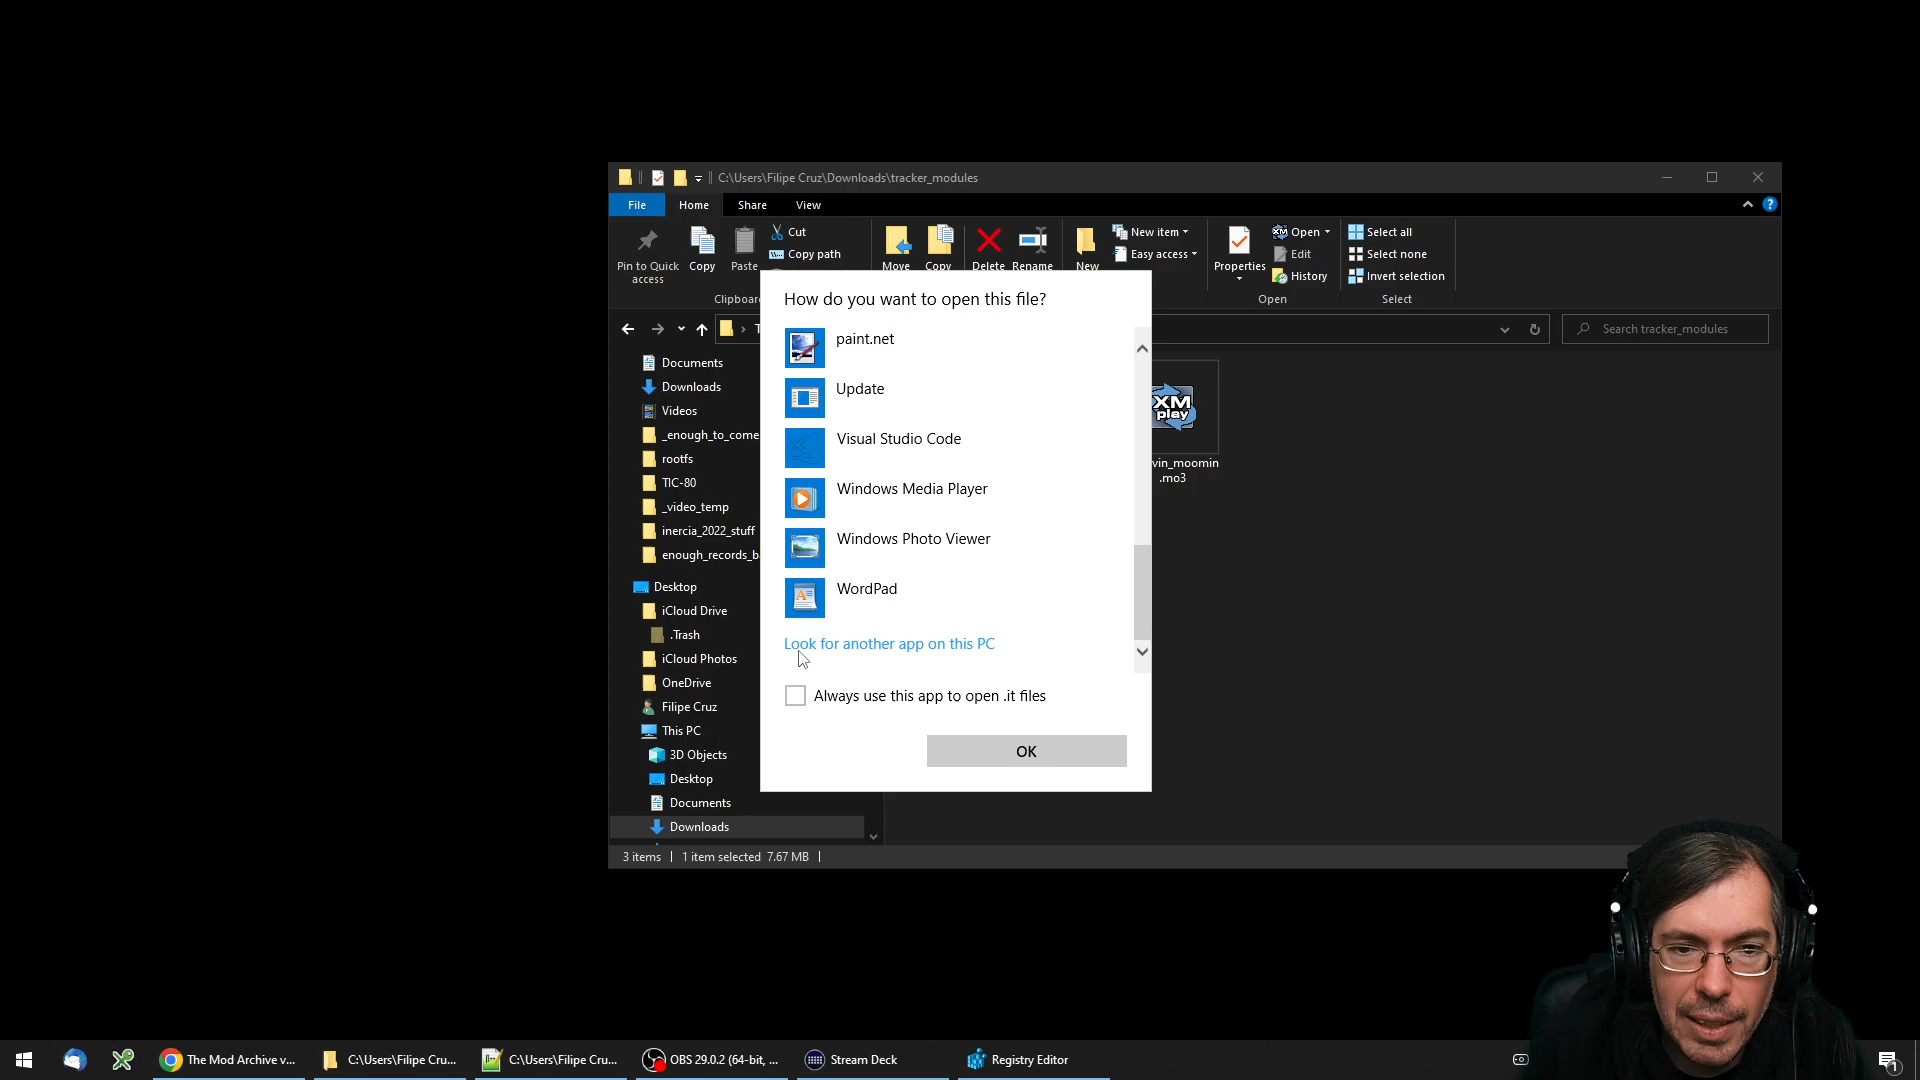 C:\Users\Filipe Cruz\Downloads\tracker_modules
File
Home
Share
View
Pin to Quick access
Copy
Paste
Cut
Copy path
Clipboar
Move
Copy
Delete
Rename
New
New item
Easy access
Properties
Open
Edit
History
Open
Select all
Select none
Invert selection
Select
Search tracker_modules
Documents
Downloads
Videos
_enough_to_come
rootfs
TIC-80
_video_temp
inercia_2022_stuff
enough_records_b
Desktop
iCloud Drive
.Trash
iCloud Photos
OneDrive
Filipe Cruz
This PC
3D Objects
Desktop
Documents
Downloads
How do you want to open this file?
paint.net
Update
Visual Studio Code
Windows Media Player
Windows Photo Viewer
WordPad
Look for another app on this PC
Always use this app to open .it files
OK
XM
play
vin_moomin
.mo3
3 items
1 item selected 7.67 MB
The Mod Archive v...
C:\Users\Filipe Cru...
C:\Users\Filipe Cru...
OBS 29.0.2 (64-bit, ...
Stream Deck
Registry Editor
1